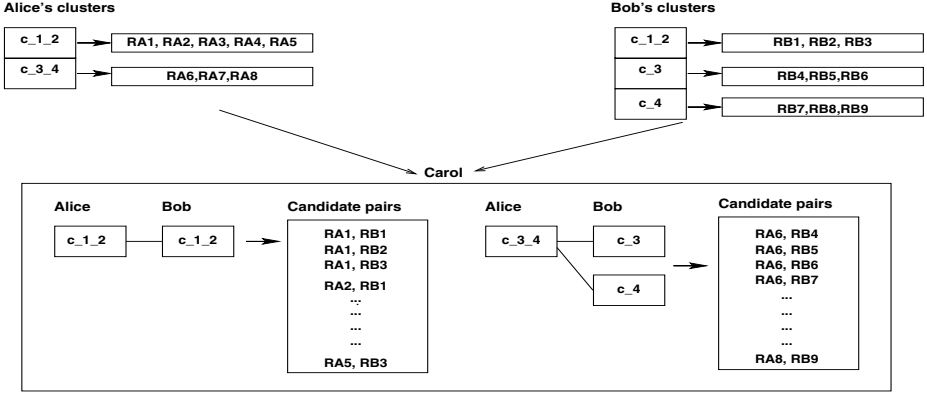 Alice's clusters
c_1_2
RA1, RA2, RA3, RA4, RA5
c_3_4
RA6,RA7,RA8
Bob's clusters
c_1_2
RB1, RB2, RB3
c_3
RB4,RB5,RB6
c_4
RB7,RB8,RB9
Carol
Alice
Bob
Candidate pairs
c_1_2
c_1_2
RA1, RB1
RA1, RB2
RA1, RB3
RA2, RB1
...
...
...
...
RA5, RB3
Alice
Bob
Candidate pairs
c_3_4
c_3
c_4
RA6, RB4
RA6, RB5
RA6, RB6
RA6, RB7
...
...
...
...
RA8, RB9